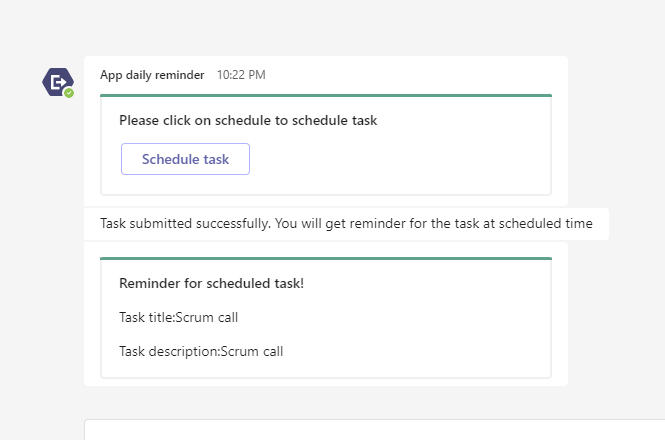 App daily reminder 10:22 PM
Please click on schedule to schedule task
Schedule task
Task submitted successfully. You will get reminder for the task at scheduled time
Reminder for scheduled task!
Task title:Scrum call
Task description:Scrum call